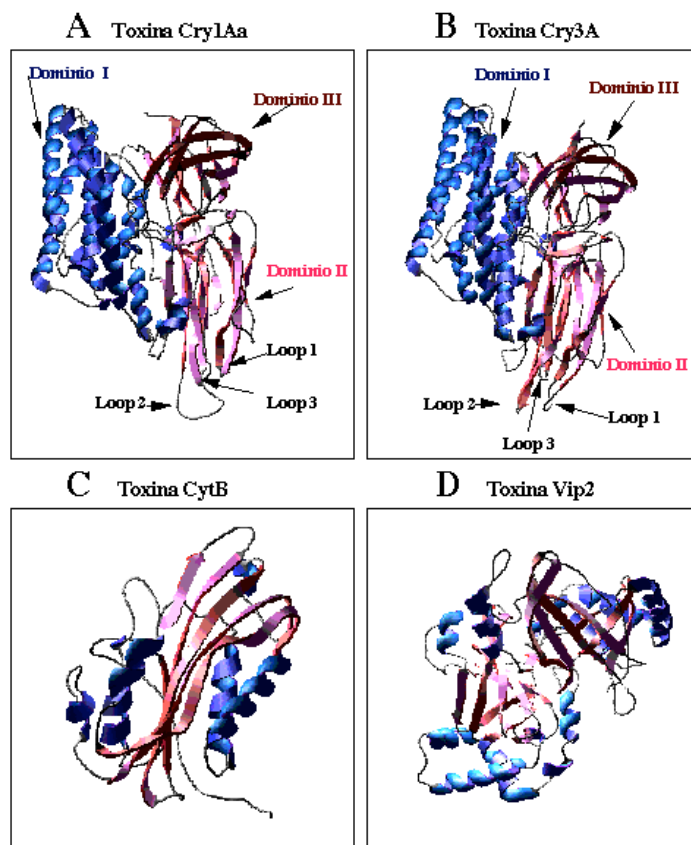 A Toxina Cry1Aa
Dominio I
Dominio III
Dominio II
Loop 1
Loop 2
Loop 3
B Toxina Cry3A
Dominio I
Dominio III
Dominio II
Loop 2
Loop 1
Loop 3
C Toxina CytB
D Toxina Vip2